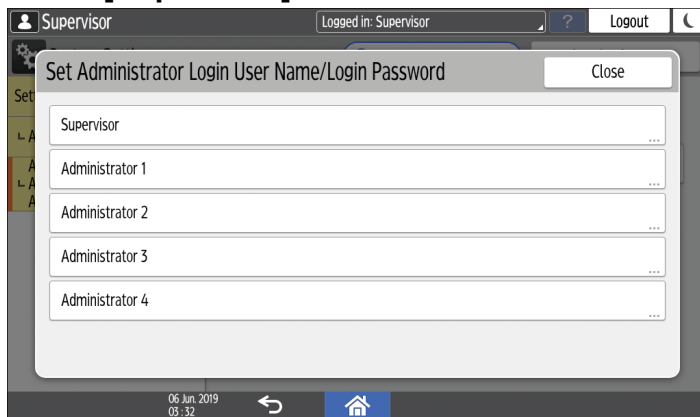 Supervisor
Logged in: Supervisor
?
Logout
Set Administrator Login User Name/Login Password
Close
Set
Supervisor
...
A
Administrator 1
...
A
A
A
Administrator 2
...
Administrator 3
...
Administrator 4
...
06 Jun. 2019
03 : 32